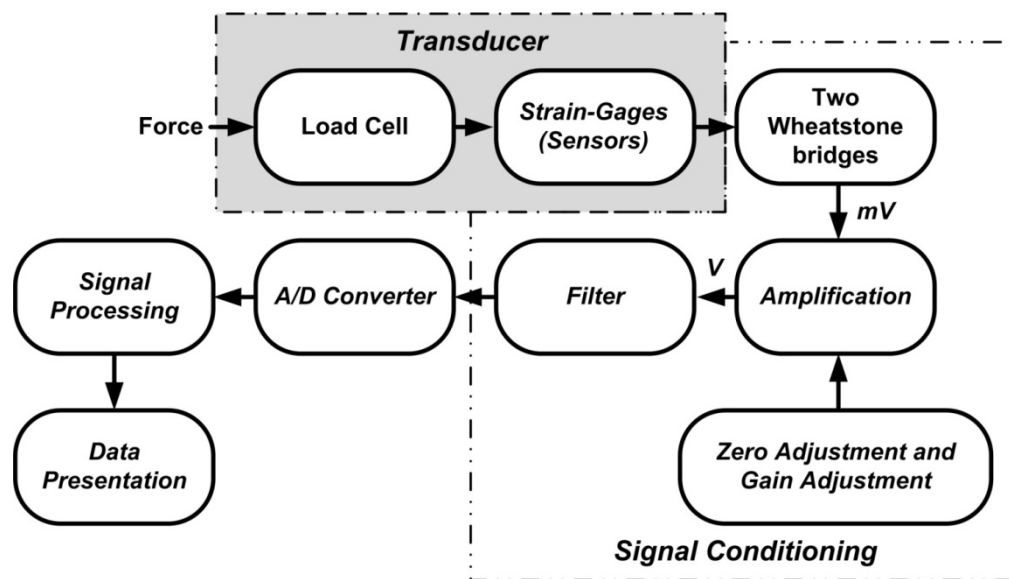 Transducer
Force
Load Cell
Strain-Gages
(Sensors)
Two
Wheatstone
bridges
mV
Signal
Processing
A/D Converter
Filter
V
Amplification
Data
Presentation
Zero Adjustment and
Gain Adjustment
Signal Conditioning